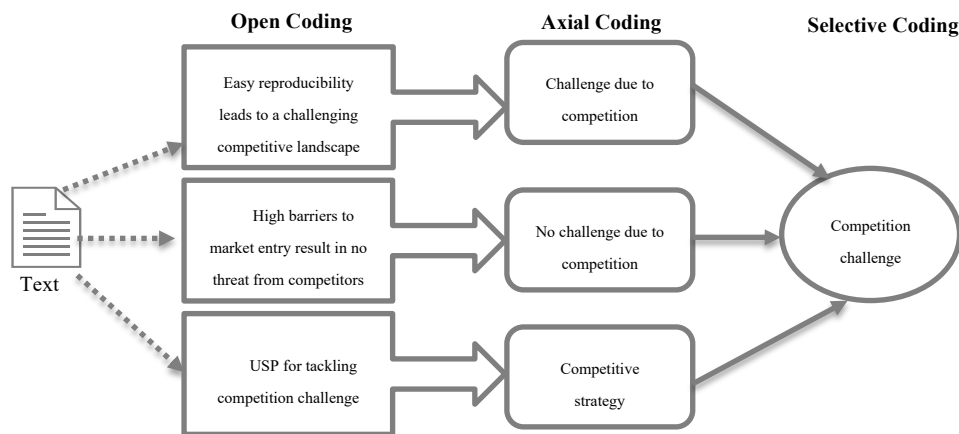 Open Coding
Axial Coding
Selective Coding
Easy reproducibility
leads to a challenging
competitive landscape
Challenge due to
competition
High barriers to
market entry result in no
threat from competitors
No challenge due to
competition
Competition
challenge
Text
USP for tackling
competition challenge
Competitive
strategy